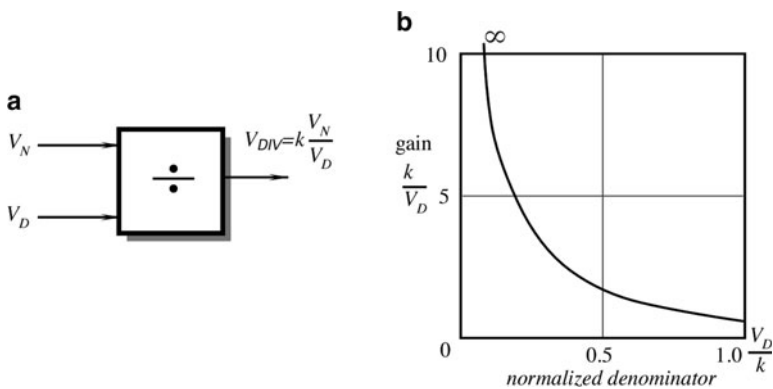 a
V_N
V_D
÷
V_DIV=k V_N/V_D
b
∞
10
gain
k/V_D
5
0
0.5
1.0
V_D/k
normalized denominator